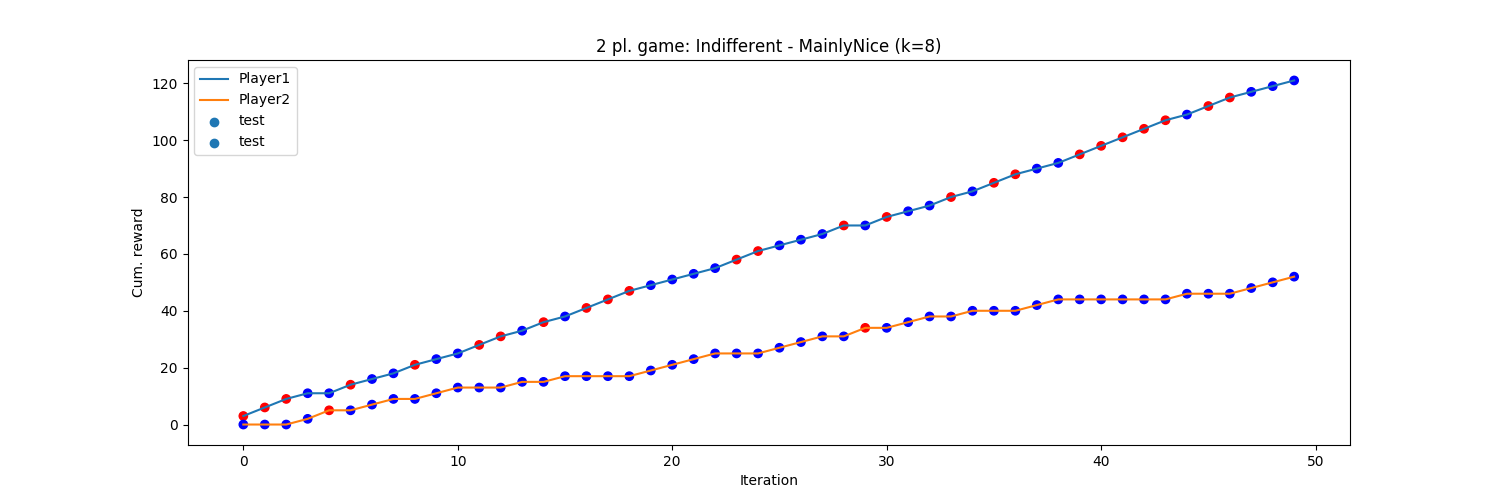 2 pl. game: Indifferent - MainlyNice (k=8)
Player1
Player2
test
test
Cum. reward
120
100
80
60
40
20
0
0 10 20 30 40 50
Iteration